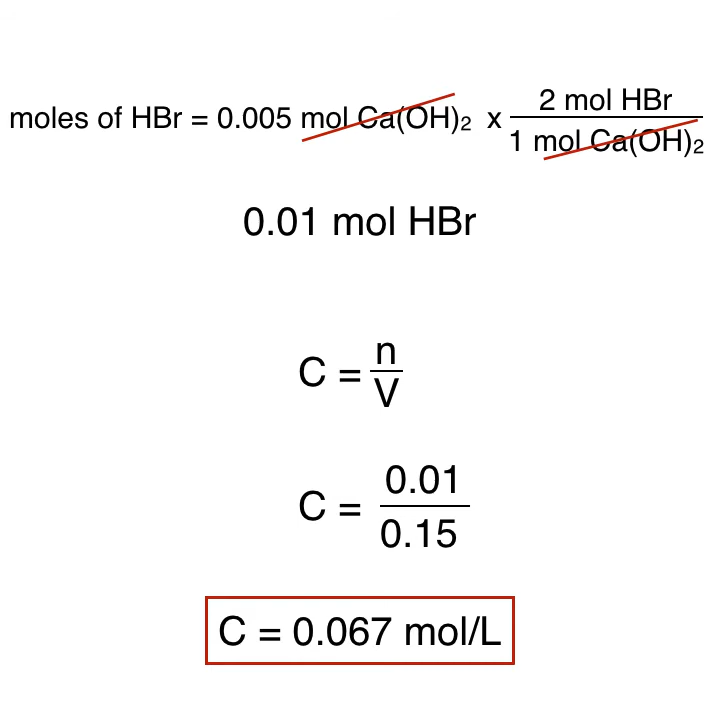 moles of HBr = 0.005 mol Ca(OH)₂ x 2 mol HBr
1 mol Ca(OH)₂
0.01 mol HBr
C = n
V
C = 0.01
0.15
C = 0.067 mol/L